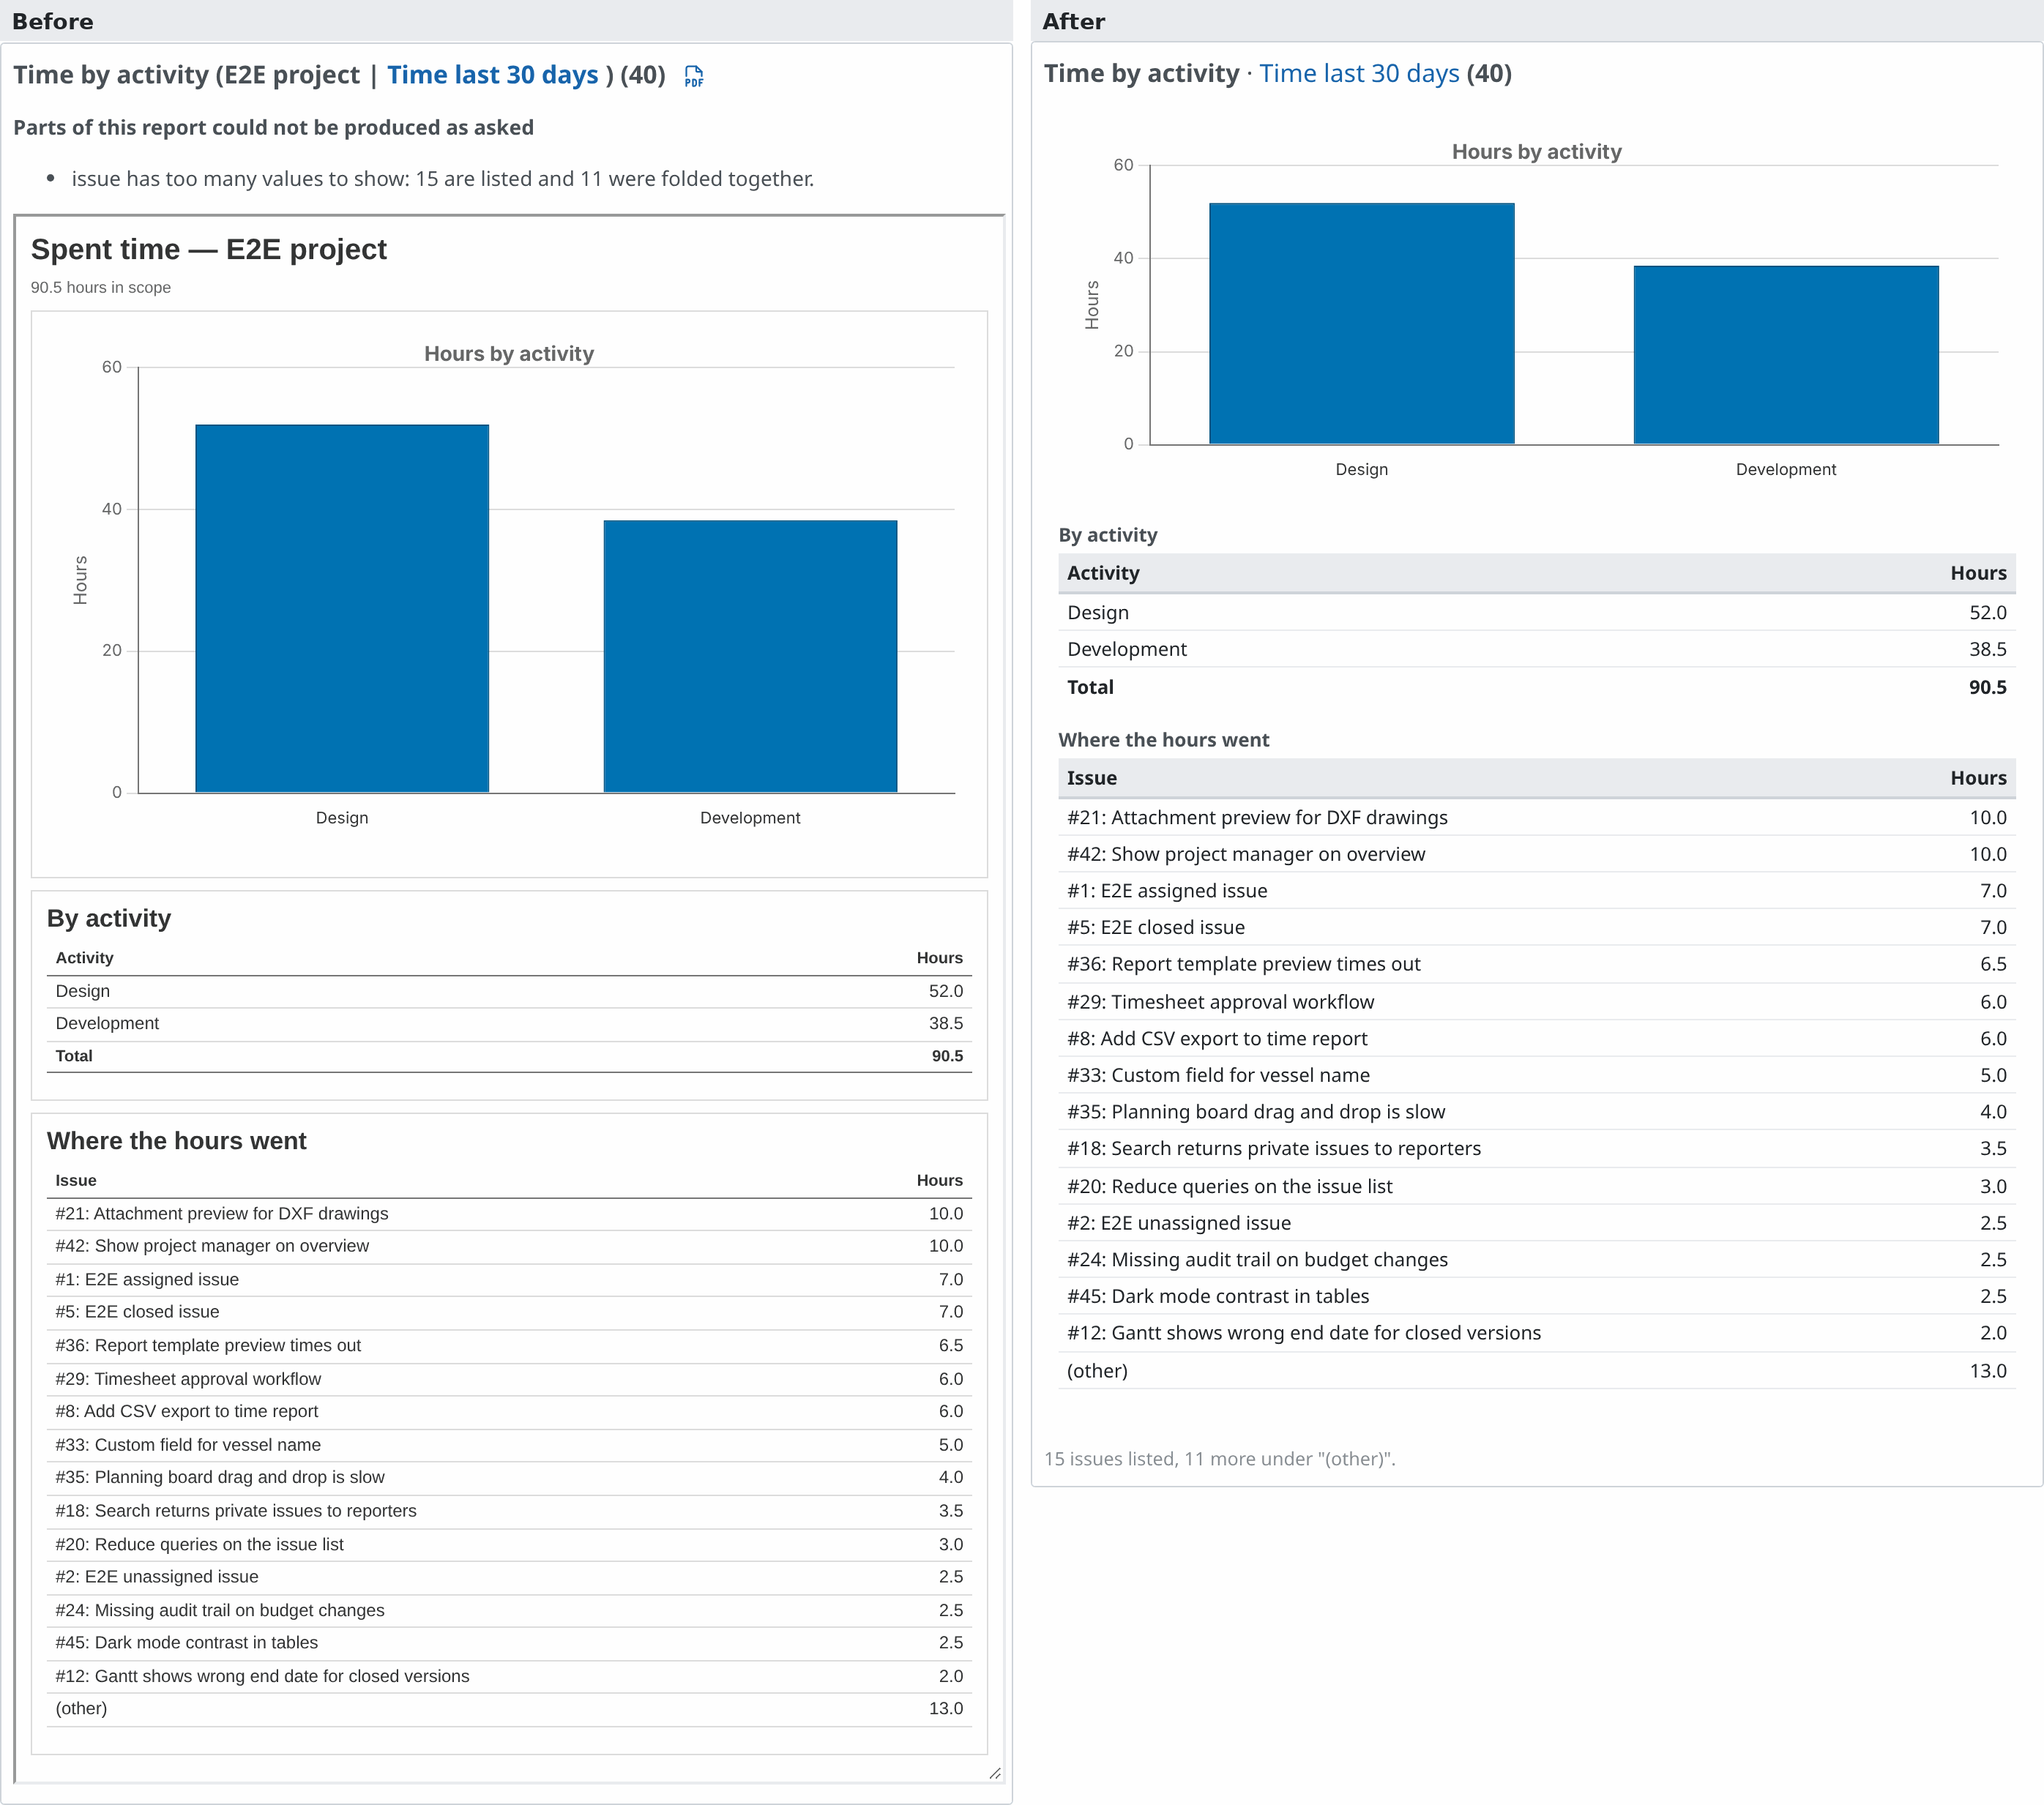 Before
Time by activity (E2E project | Time last 30 days ) (40) PDF
Parts of this report could not be produced as asked
• issue has too many values to show: 15 are listed and 11 were folded together.
Spent time — E2E project
90.5 hours in scope
Hours by activity
60
40
20
0
Hours
Design Development
By activity
Activity Hours
Design 52.0
Development 38.5
Total 90.5
Where the hours went
Issue Hours
#21: Attachment preview for DXF drawings 10.0
#42: Show project manager on overview 10.0
#1: E2E assigned issue 7.0
#5: E2E closed issue 7.0
#36: Report template preview times out 6.5
#29: Timesheet approval workflow 6.0
#8: Add CSV export to time report 6.0
#33: Custom field for vessel name 5.0
#35: Planning board drag and drop is slow 4.0
#18: Search returns private issues to reporters 3.5
#20: Reduce queries on the issue list 3.0
#2: E2E unassigned issue 2.5
#24: Missing audit trail on budget changes 2.5
#45: Dark mode contrast in tables 2.5
#12: Gantt shows wrong end date for closed versions 2.0
(other) 13.0
After
Time by activity · Time last 30 days (40)
Hours by activity
60
40
20
0
Hours
Design Development
By activity
Activity Hours
Design 52.0
Development 38.5
Total 90.5
Where the hours went
Issue Hours
#21: Attachment preview for DXF drawings 10.0
#42: Show project manager on overview 10.0
#1: E2E assigned issue 7.0
#5: E2E closed issue 7.0
#36: Report template preview times out 6.5
#29: Timesheet approval workflow 6.0
#8: Add CSV export to time report 6.0
#33: Custom field for vessel name 5.0
#35: Planning board drag and drop is slow 4.0
#18: Search returns private issues to reporters 3.5
#20: Reduce queries on the issue list 3.0
#2: E2E unassigned issue 2.5
#24: Missing audit trail on budget changes 2.5
#45: Dark mode contrast in tables 2.5
#12: Gantt shows wrong end date for closed versions 2.0
(other) 13.0
15 issues listed, 11 more under "(other)".